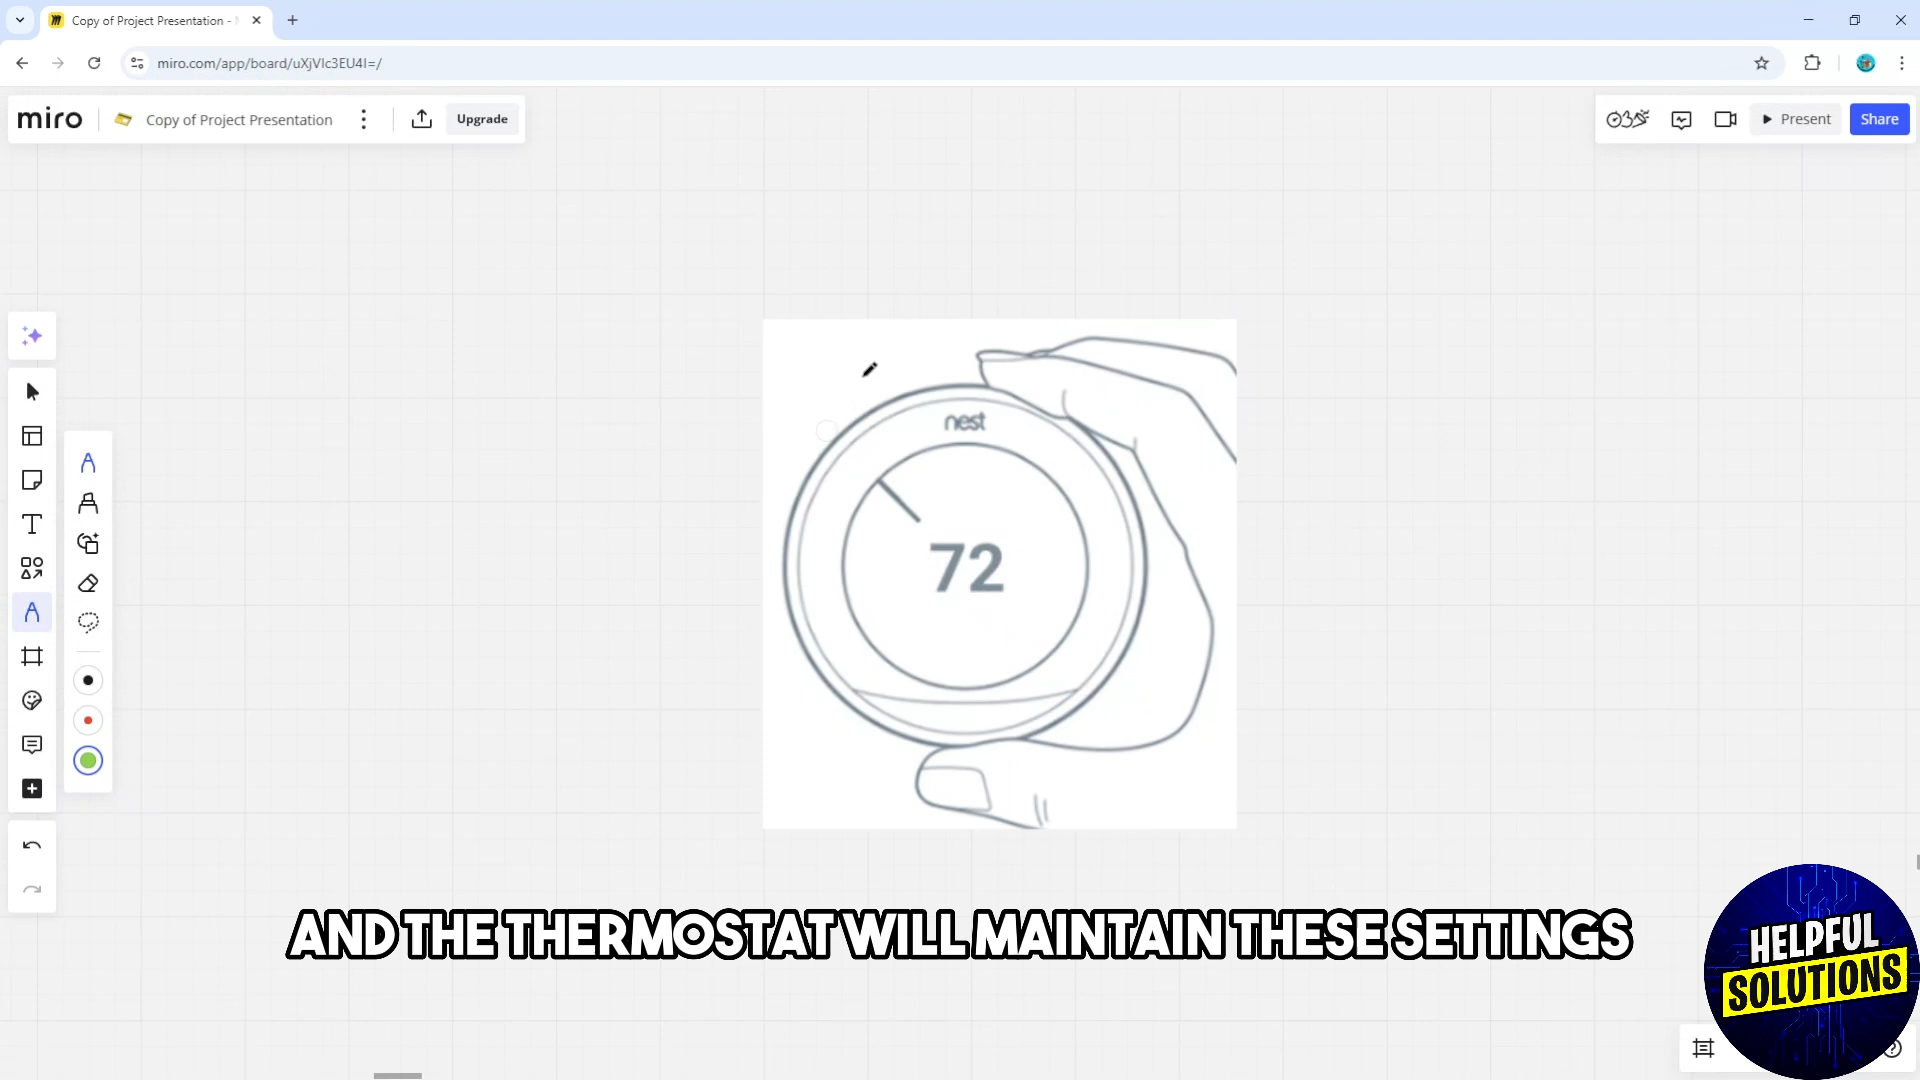 Copy of Project Presentation -
miro.com/app/board/uXjVIc3EU4I=/
miro
Copy of Project Presentation
Upgrade
Present
Share
nest
72
AND THE THERMOSTAT WILL MAINTAIN THESE SETTINGS
HELPFUL
SOLUTIONS